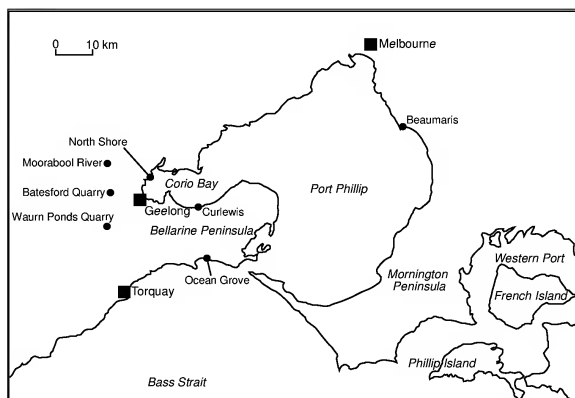 0 10 km
Melbourne
Beaumaris
North Shore
Moorabool River
Corio Bay
Port Phillip
Batesford Quarry
Geelong
Curlewis
Waurn Ponds Quarry
Bellarine Peninsula
Western Port
Mornington
Peninsula
Ocean Grove
French Island
Torquay
Phillip Island
Bass Strait